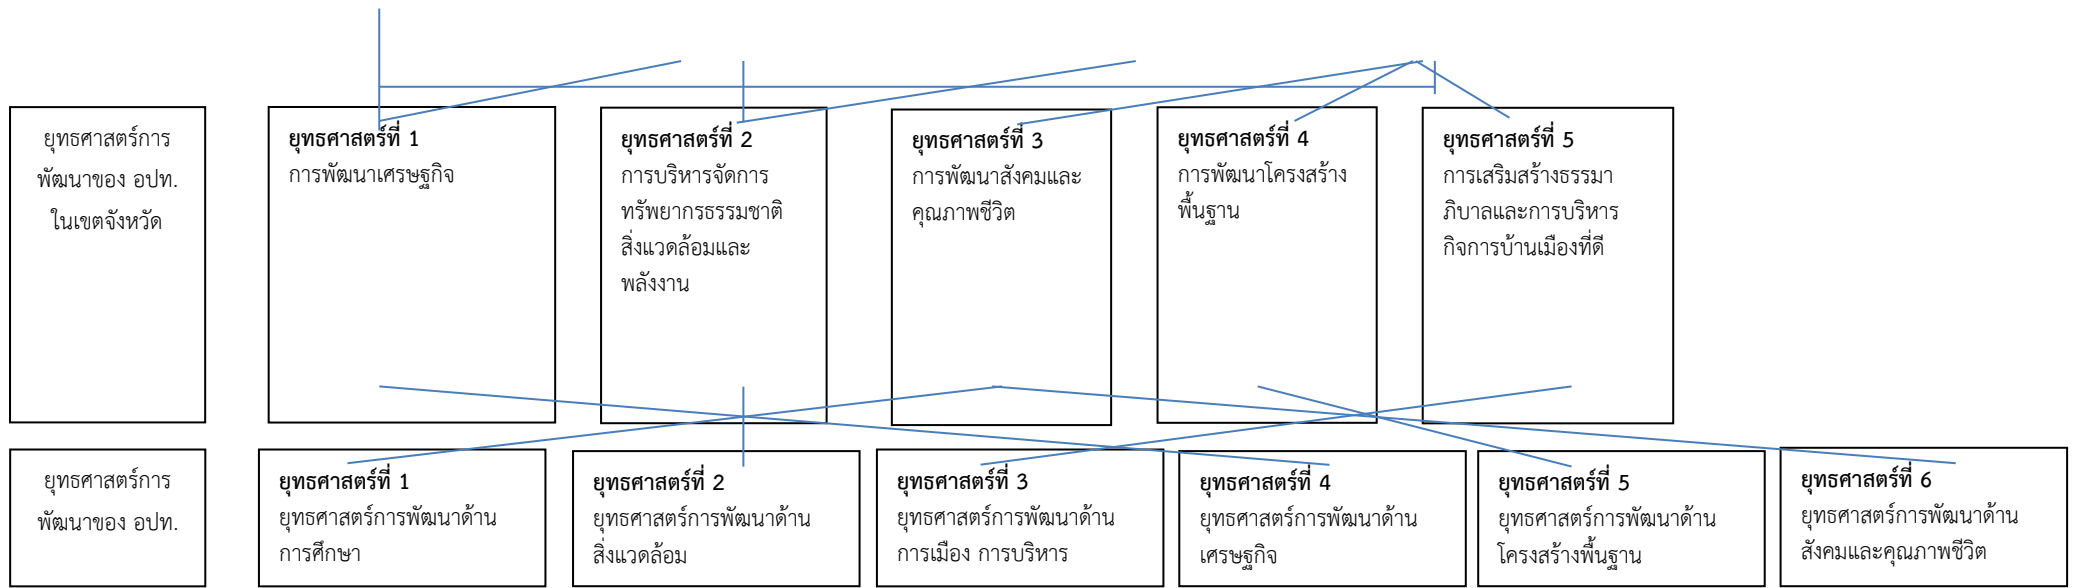 ยุทธศาสตร์การ
พัฒนาของ อปท.
ในเขตจังหวัด
ยุทธศาสตร์ที่ 1
การพัฒนาเศรษฐกิจ
ยุทธศาสตร์ที่ 2
การบริหารจัดการ
ทรัพยากรธรรมชาติ
สิ่งแวดล้อมและ
พลังงาน
ยุทธศาสตร์ที่ 3
การพัฒนาสังคมและ
คุณภาพชีวิต
ยุทธศาสตร์ที่ 4
การพัฒนาโครงสร้าง
พื้นฐาน
ยุทธศาสตร์ที่ 5
การเสริมสร้างธรรมา
ภิบาลและการบริหาร
กิจการบ้านเมืองที่ดี
ยุทธศาสตร์การ
พัฒนาของ อปท.
ยุทธศาสตร์ที่ 1
ยุทธศาสตร์การพัฒนาด้าน
การศึกษา
ยุทธศาสตร์ที่ 2
ยุทธศาสตร์การพัฒนาด้าน
สิ่งแวดล้อม
ยุทธศาสตร์ที่ 3
ยุทธศาสตร์การพัฒนาด้าน
การเมือง การบริหาร
ยุทธศาสตร์ที่ 4
ยุทธศาสตร์การพัฒนาด้าน
เศรษฐกิจ
ยุทธศาสตร์ที่ 5
ยุทธศาสตร์การพัฒนาด้าน
โครงสร้างพื้นฐาน
ยุทธศาสตร์ที่ 6
ยุทธศาสตร์การพัฒนาด้าน
สังคมและคุณภาพชีวิต